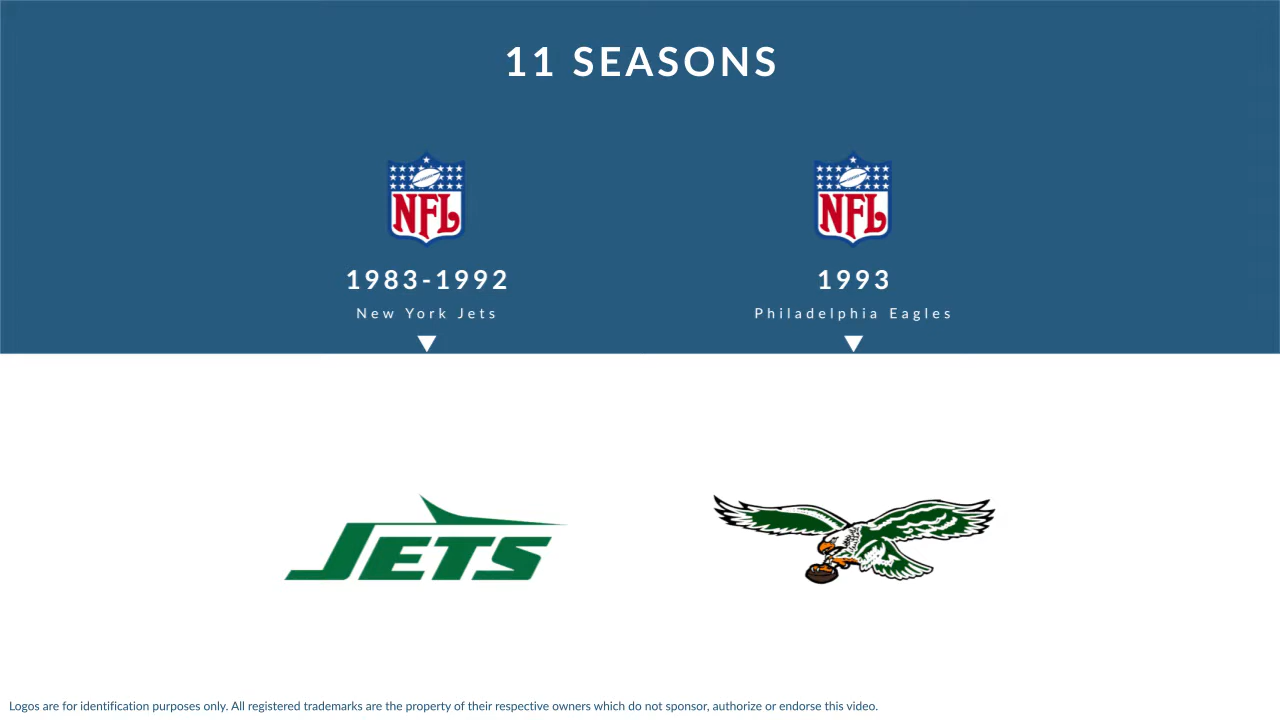 11 SEASONS
NFL NFL
1983-1992 1993
New York Jets Philadelphia Eagles
JETS
Logos are for identification purposes only. All registered trademarks are the property of their respective owners which do not sponsor, authorize or endorse this video.